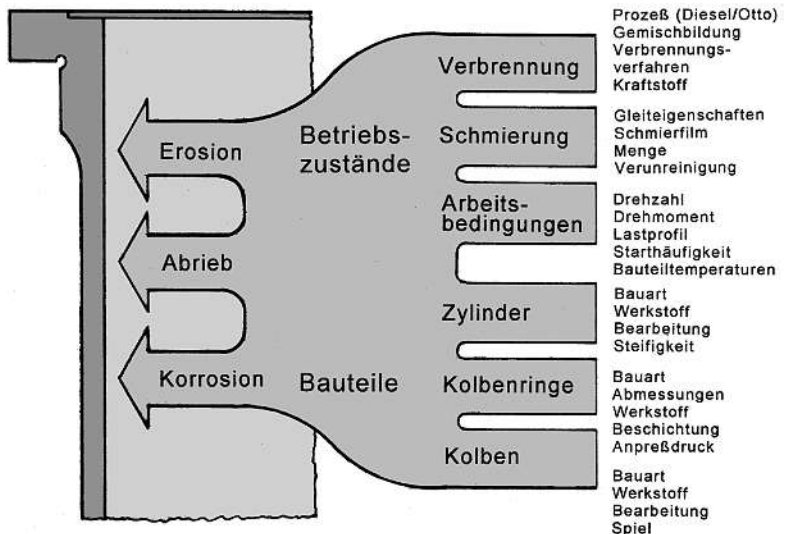 Erosion
Abrieb
Korrosion
Betriebs-
zustände
Bauteile
Verbrennung
Schmierung
Arbeits-
bedingungen
Zylinder
Kolbenringe
Kolben
Prozeß (Diesel/Otto)
Gemischbildung
Verbrennungs-
verfahren
Kraftstoff
Gleiteigenschaften
Schmierfilm
Menge
Verunreinigung
Drehzahl
Drehmoment
Lastprofil
Starthäufigkeit
Bauteiltemperaturen
Bauart
Werkstoff
Bearbeitung
Steifigkeit
Bauart
Abmessungen
Werkstoff
Beschichtung
Anpreßdruck
Bauart
Werkstoff
Bearbeitung
Spiel